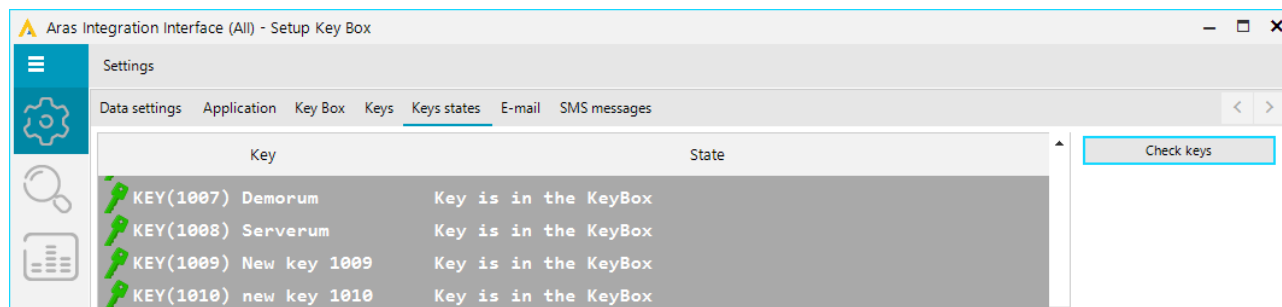 Aras Integration Interface (AII) - Setup Key Box
Settings
Data settings Application Key Box Keys Keys states E-mail SMS messages
Key State Check keys
KEY(1007) Demorum Key is in the KeyBox
KEY(1008) Serverum Key is in the KeyBox
KEY(1009) New key 1009 Key is in the KeyBox
KEY(1010) new key 1010 Key is in the KeyBox